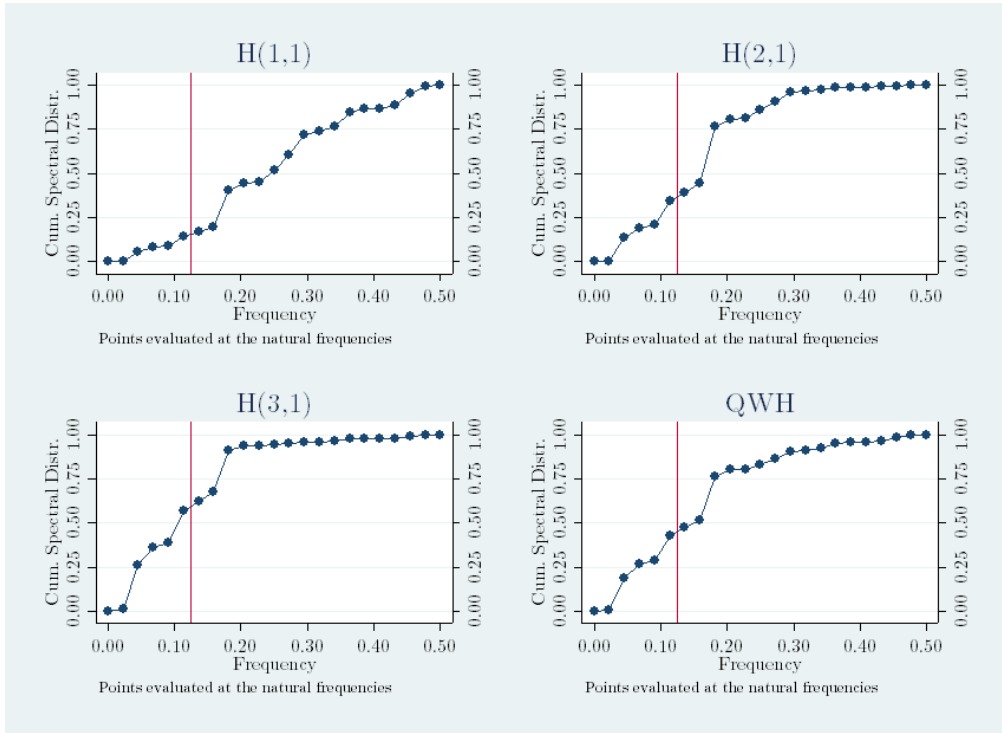 H(1,1)
Cum. Spectral Distr.
0.00 0.25 0.50 0.75 1.00
0.00 0.25 0.50 0.75 1.00
0.00 0.10 0.20 0.30 0.40 0.50
Frequency
Points evaluated at the natural frequencies
H(2,1)
Cum. Spectral Distr.
0.00 0.25 0.50 0.75 1.00
0.00 0.25 0.50 0.75 1.00
0.00 0.10 0.20 0.30 0.40 0.50
Frequency
Points evaluated at the natural frequencies
H(3,1)
Cum. Spectral Distr.
0.00 0.25 0.50 0.75 1.00
0.00 0.25 0.50 0.75 1.00
0.00 0.10 0.20 0.30 0.40 0.50
Frequency
Points evaluated at the natural frequencies
QWH
Cum. Spectral Distr.
0.00 0.25 0.50 0.75 1.00
0.00 0.25 0.50 0.75 1.00
0.00 0.10 0.20 0.30 0.40 0.50
Frequency
Points evaluated at the natural frequencies